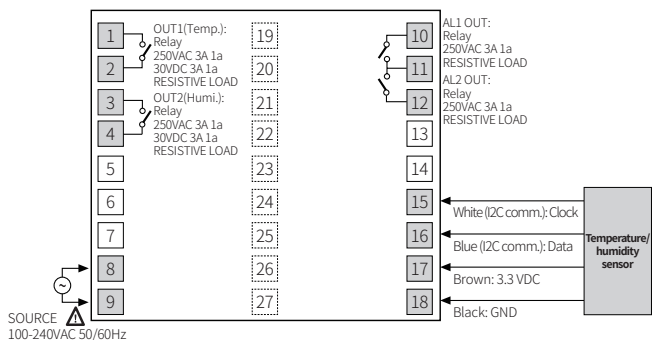 1
2
3
4
5
6
7
8
9
OUT1(Temp.):
Relay
250VAC 3A 1a
30VDC 3A 1a
RESISTIVE LOAD
OUT2(Humi.):
Relay
250VAC 3A 1a
30VDC 3A 1a
RESISTIVE LOAD
19
20
21
22
23
24
25
26
27
10
11
12
13
14
15
16
17
18
AL1 OUT:
Relay
250VAC 3A 1a
RESISTIVE LOAD
AL2 OUT:
Relay
250VAC 3A 1a
RESISTIVE LOAD
White (I2C comm.): Clock
Blue (I2C comm.): Data
Brown: 3.3 VDC
Black: GND
Temperature/
humidity
sensor
SOURCE
100-240VAC 50/60Hz